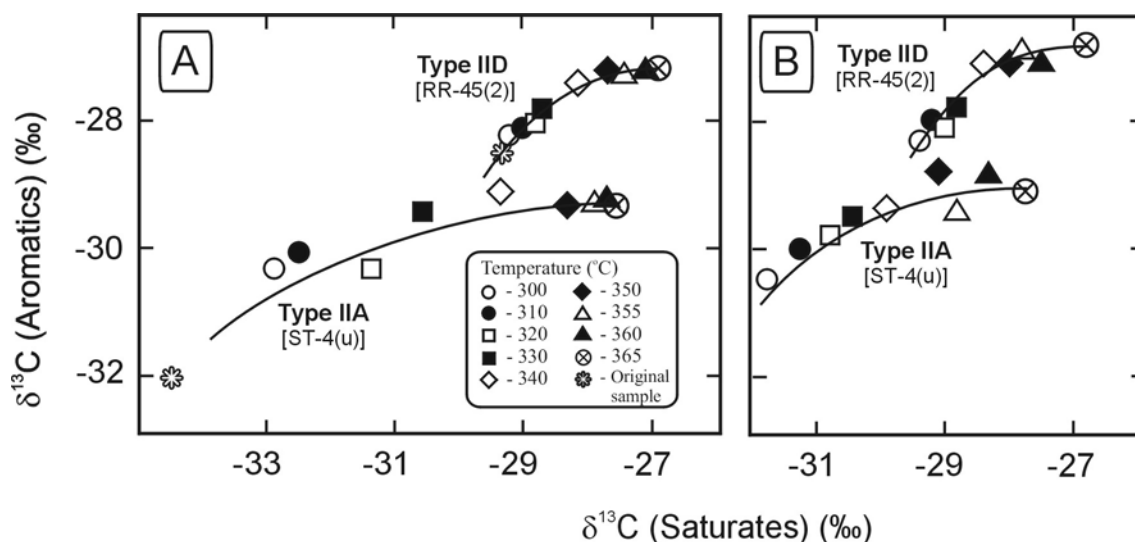 A
Type IID
[RR-45(2)]
Type IIA
[ST-4(u)]
Temperature (°C)
- 300
- 310
- 320
- 330
- 340
- 350
- 355
- 360
- 365
- Original
sample
B
Type IID
[RR-45(2)]
Type IIA
[ST-4(u)]
δ¹³C (Aromatics) (‰)
-28
-30
-32
-33
-31
-29
-27
-31
-29
-27
δ¹³C (Saturates) (‰)